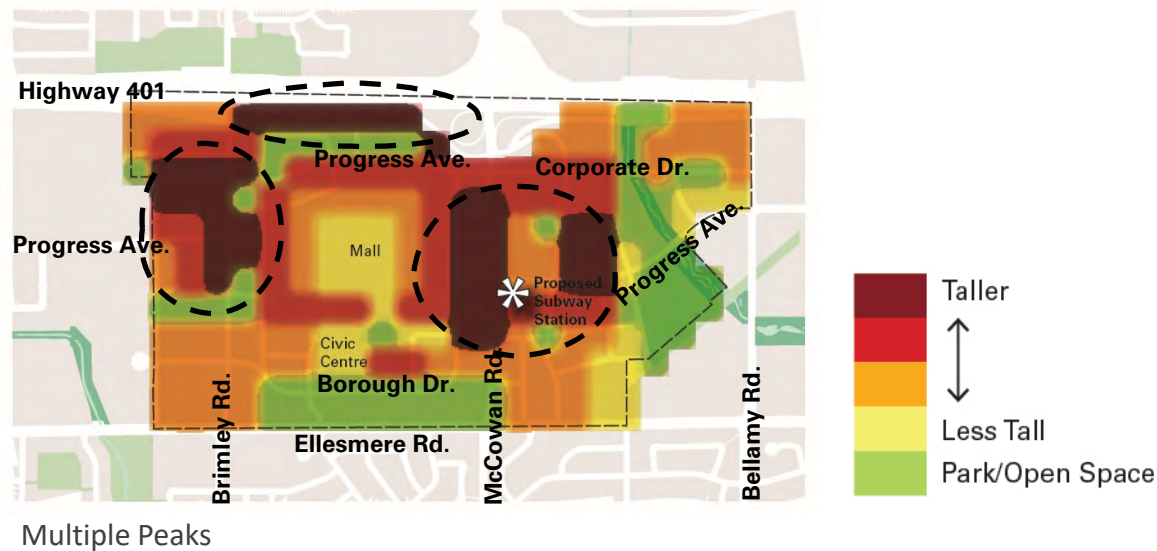 Highway 401
Progress Ave.
Corporate Dr.
Progress Ave.
Progress Ave.
Mall
Proposed
Subway
Station
Civic
Centre
Borough Dr.
Ellesmere Rd.
Brimley Rd.
McCowan Rd.
Bellamy Rd.
Taller
Less Tall
Park/Open Space
Multiple Peaks